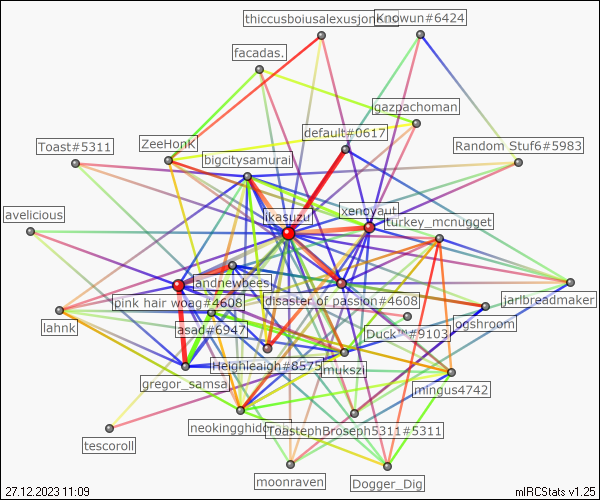 thiccusboiusalexusjon
Knowun#6424
facadas.
gazpachoman
default#0617
ZeeHonK
Toast#5311
Random Stuf6#5983
bigcitysamurai
avelicious
ikasuzu
xenoyaut
turkey_mcnugget
andnewbees
pink hair woag#4608
disaster of passion#4608
jarlbreadmaker
lahnk
asad#6947
Duck™#9103
ogshroom
Heighleaigh#8575
mukszi
gregor_samsa
mingus4742
neokingghidorah
ToastephBroseph5311#5311
tescoroll
moonraven
Dogger_Dig
27.12.2023 11:09
mIRCStats v1.25